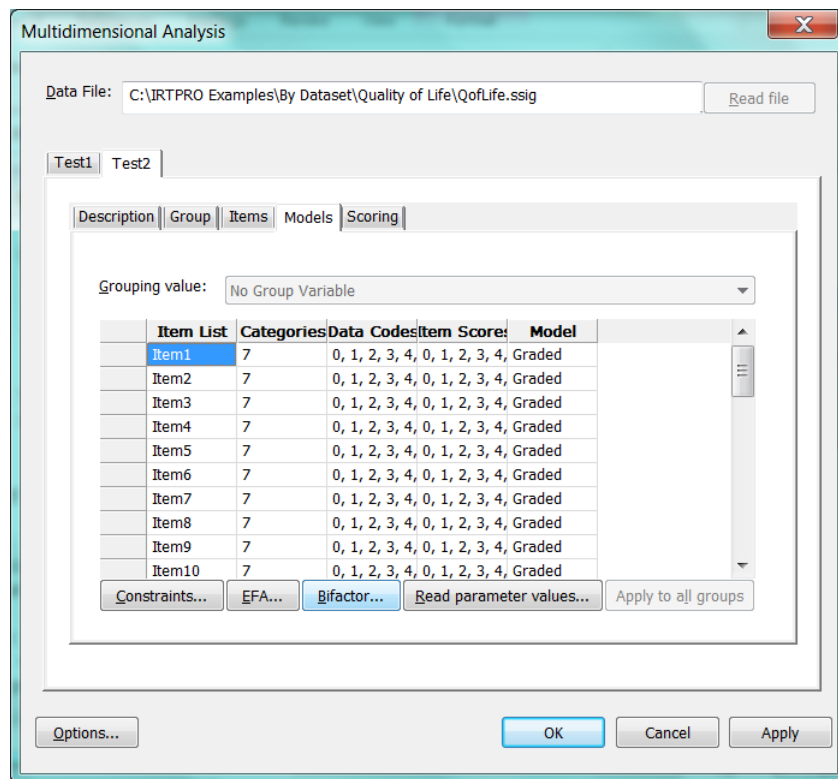 Multidimensional Analysis
Data File: C:\IRTPRO Examples\By Dataset\Quality of Life\QofLife.ssig Read file
Test1 Test2
Description Group Items Models Scoring
Grouping value: No Group Variable
Item List Categories Data Codes Item Scores Model
Item1 7 0, 1, 2, 3, 4, 0, 1, 2, 3, 4, Graded
Item2 7 0, 1, 2, 3, 4, 0, 1, 2, 3, 4, Graded
Item3 7 0, 1, 2, 3, 4, 0, 1, 2, 3, 4, Graded
Item4 7 0, 1, 2, 3, 4, 0, 1, 2, 3, 4, Graded
Item5 7 0, 1, 2, 3, 4, 0, 1, 2, 3, 4, Graded
Item6 7 0, 1, 2, 3, 4, 0, 1, 2, 3, 4, Graded
Item7 7 0, 1, 2, 3, 4, 0, 1, 2, 3, 4, Graded
Item8 7 0, 1, 2, 3, 4, 0, 1, 2, 3, 4, Graded
Item9 7 0, 1, 2, 3, 4, 0, 1, 2, 3, 4, Graded
Item10 7 0, 1, 2, 3, 4, 0, 1, 2, 3, 4, Graded
Constraints... EFA... Bifactor... Read parameter values... Apply to all groups
Options... OK Cancel Apply